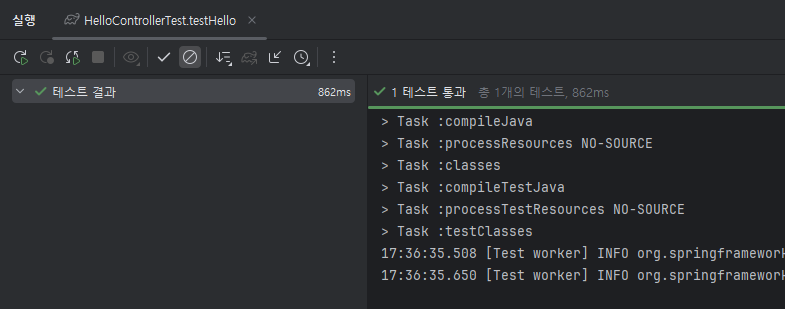 실행
HelloControllerTest.testHello
테스트 결과
862ms
1 테스트 통과 총 1개의 테스트, 862ms
> Task :compileJava
> Task :processResources NO-SOURCE
> Task :classes
> Task :compileTestJava
> Task :processTestResources NO-SOURCE
> Task :testClasses
17:36:35.508 [Test worker] INFO org.springframework
17:36:35.650 [Test worker] INFO org.springframework